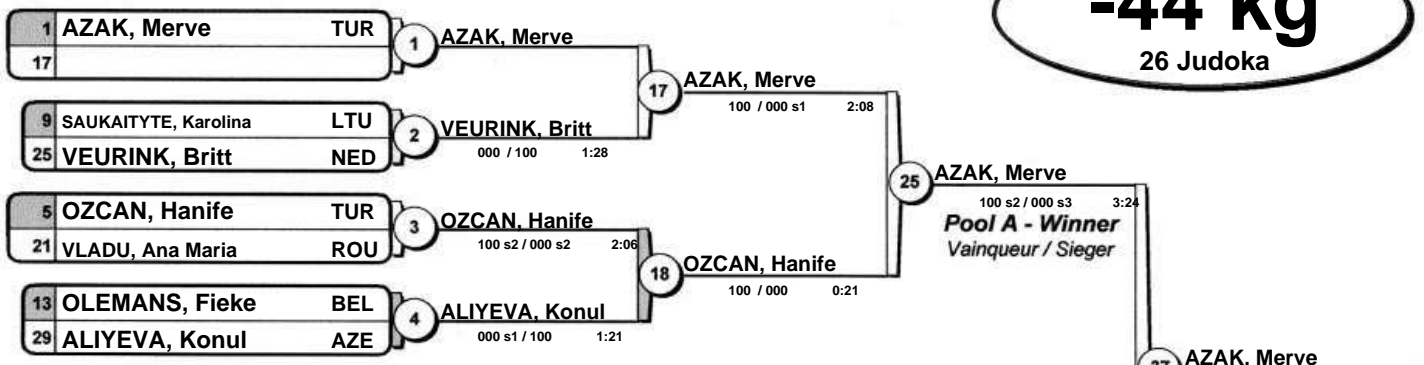 -44 kg
26 Judoka
1 AZAK, Merve TUR
17
1 AZAK, Merve
9 SAUKAITYTE, Karolina LTU
25 VEURINK, Britt NED
2 VEURINK, Britt
000 / 100 1:28
17 AZAK, Merve
100 / 000 s1 2:08
5 OZCAN, Hanife TUR
21 VLADU, Ana Maria ROU
3 OZCAN, Hanife
100 s2 / 000 s2 2:06
13 OLEMANS, Fieke BEL
29 ALIYEVA, Konul AZE
4 ALIYEVA, Konul
000 s1 / 100 1:21
18 OZCAN, Hanife
100 / 000 0:21
25 AZAK, Merve
100 s2 / 000 s3 3:24
Pool A - Winner
Vainqueur / Sieger
AZAK, Merve